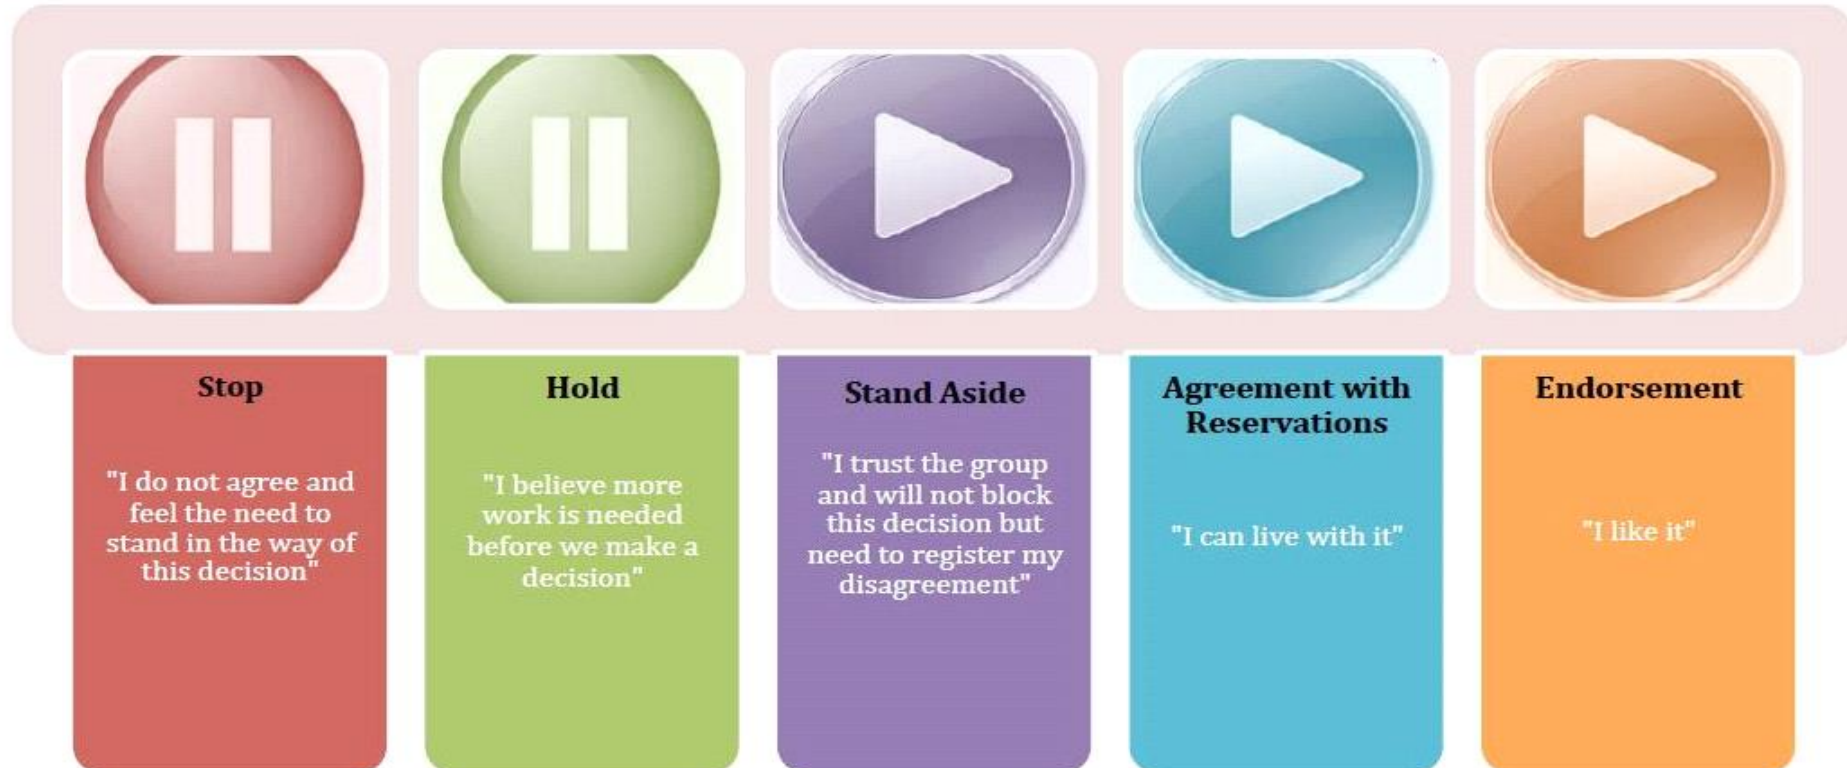 Stop
"I do not agree and
feel the need to
stand in the way of
this decision"
Hold
"I believe more
work is needed
before we make a
decision"
Stand Aside
"I trust the group
and will not block
this decision but
need to register my
disagreement"
Agreement with
Reservations
"I can live with it"
Endorsement
"I like it"